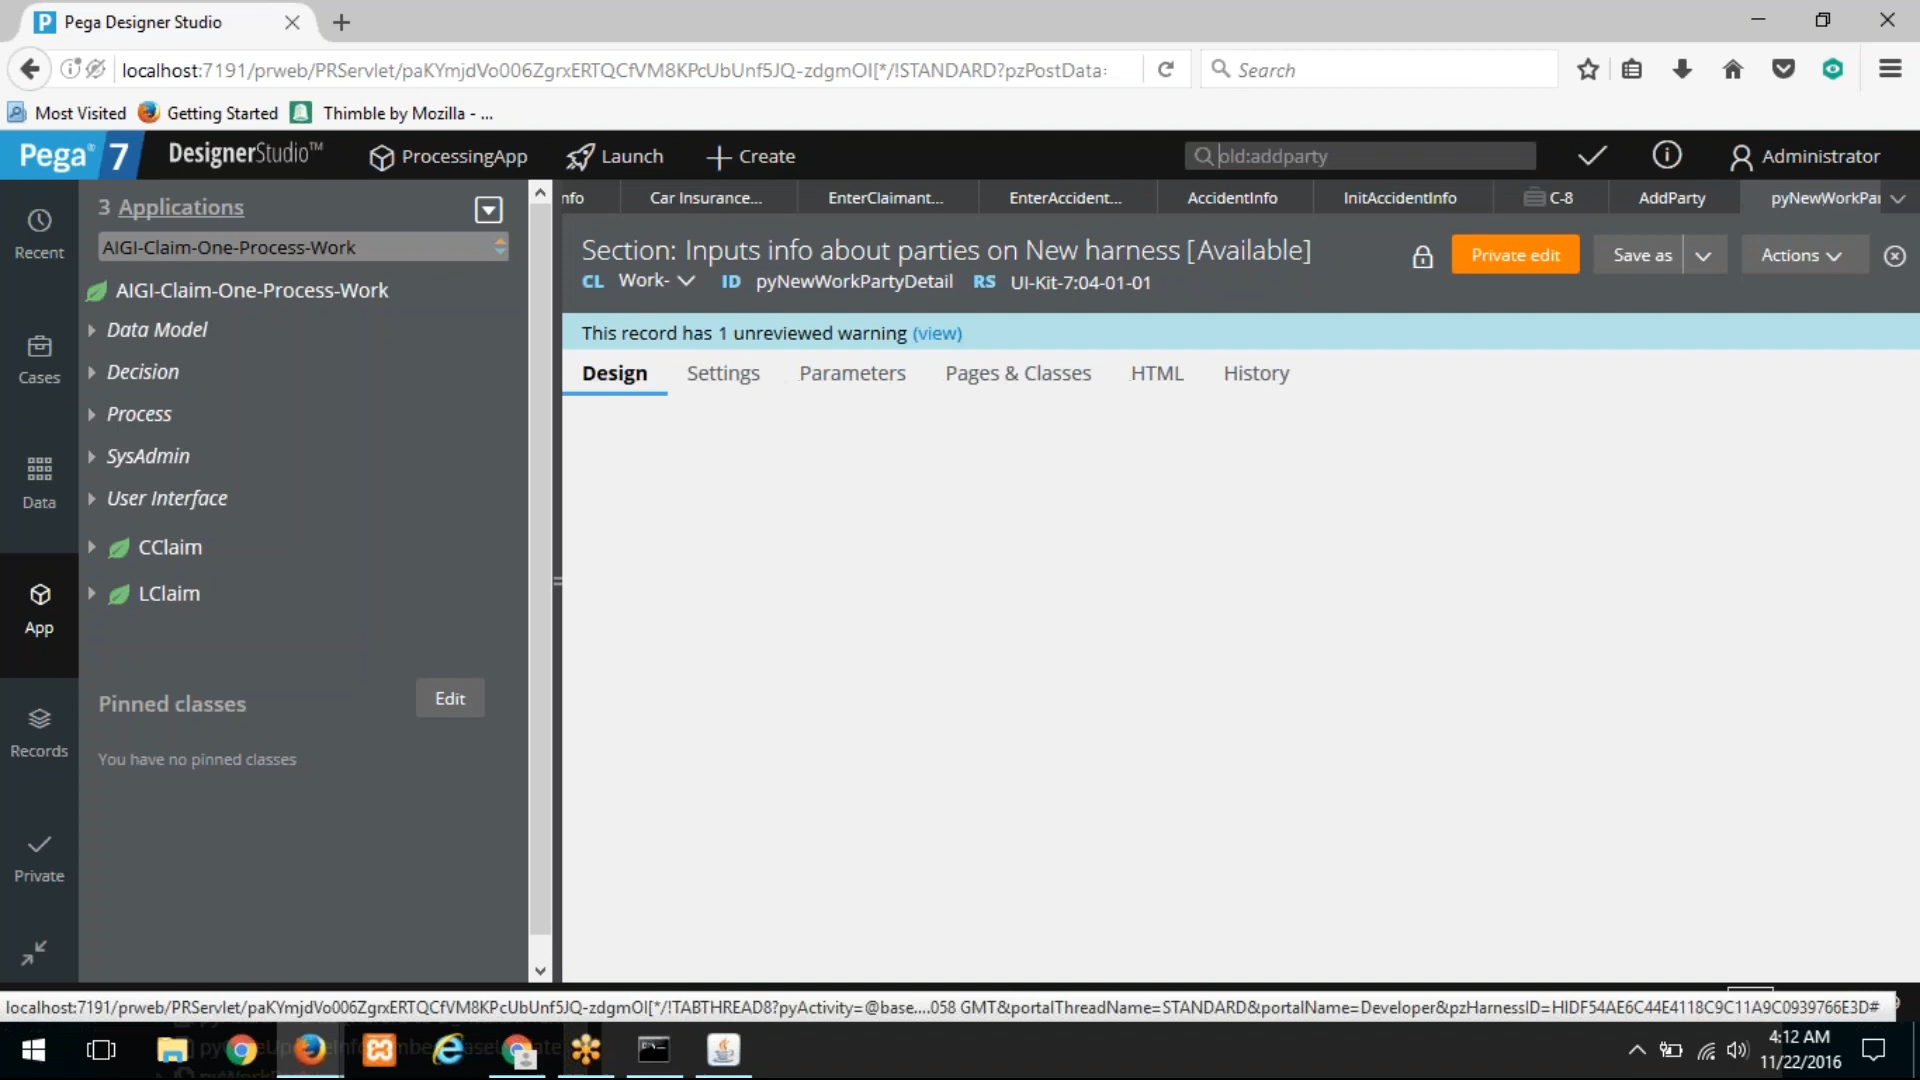 Pega Designer Studio
localhost:7191/prweb/PRServlet/paKYmjdVo006ZgrxERTQCfVM8KPcUbUnf5JQ-zdgmOI[*/!STANDARD?pzPostData:
Search
Most Visited
Getting Started
Thimble by Mozilla - ...
Pega® 7
DesignerStudio™
ProcessingApp
Launch
Create
old:addparty
Administrator
nfo
Car Insurance...
EnterClaimant...
EnterAccident...
AccidentInfo
InitAccidentInfo
C-8
AddParty
pyNewWorkPar
Recent
Cases
Data
App
Records
Private
3 Applications
AIGI-Claim-One-Process-Work
AIGI-Claim-One-Process-Work
Data Model
Decision
Process
SysAdmin
User Interface
CClaim
LClaim
Pinned classes
Edit
You have no pinned classes
Section: Inputs info about parties on New harness [Available]
CL Work- ID pyNewWorkPartyDetail RS UI-Kit-7:04-01-01
Private edit
Save as
Actions
This record has 1 unreviewed warning (view)
Design
Settings
Parameters
Pages & Classes
HTML
History
localhost:7191/prweb/PRServlet/paKYmjdVo006ZgrxERTQCfVM8KPcUbUnf5JQ-zdgmOI[*/!TABTHREAD8?pyActivity=@base....058 GMT&portalThreadName=STANDARD&portalName=Developer&pzHarnessID=HIDF54AE6C44E4118C9C11A9C0939766E3D#
4:12 AM
11/22/2016